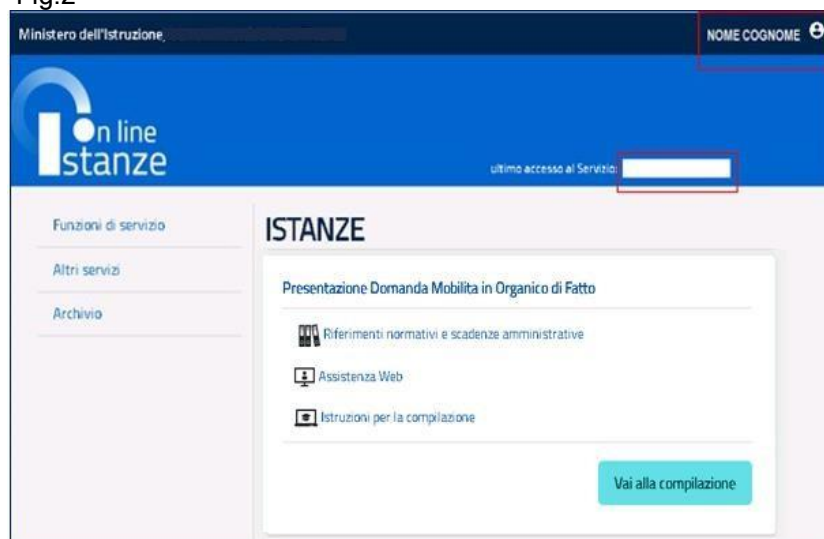 Fig.2
Ministero dell'Istruzione,
NOME COGNOME
On line
Istanze
ultimo accesso al Servizio:
Funzioni di servizio
Altri servizi
Archivio
ISTANZE
Presentazione Domanda Mobilita in Organico di Fatto
Riferimenti normativi e scadenze amministrative
Assistenza Web
Istruzioni per la compilazione
Vai alla compilazione